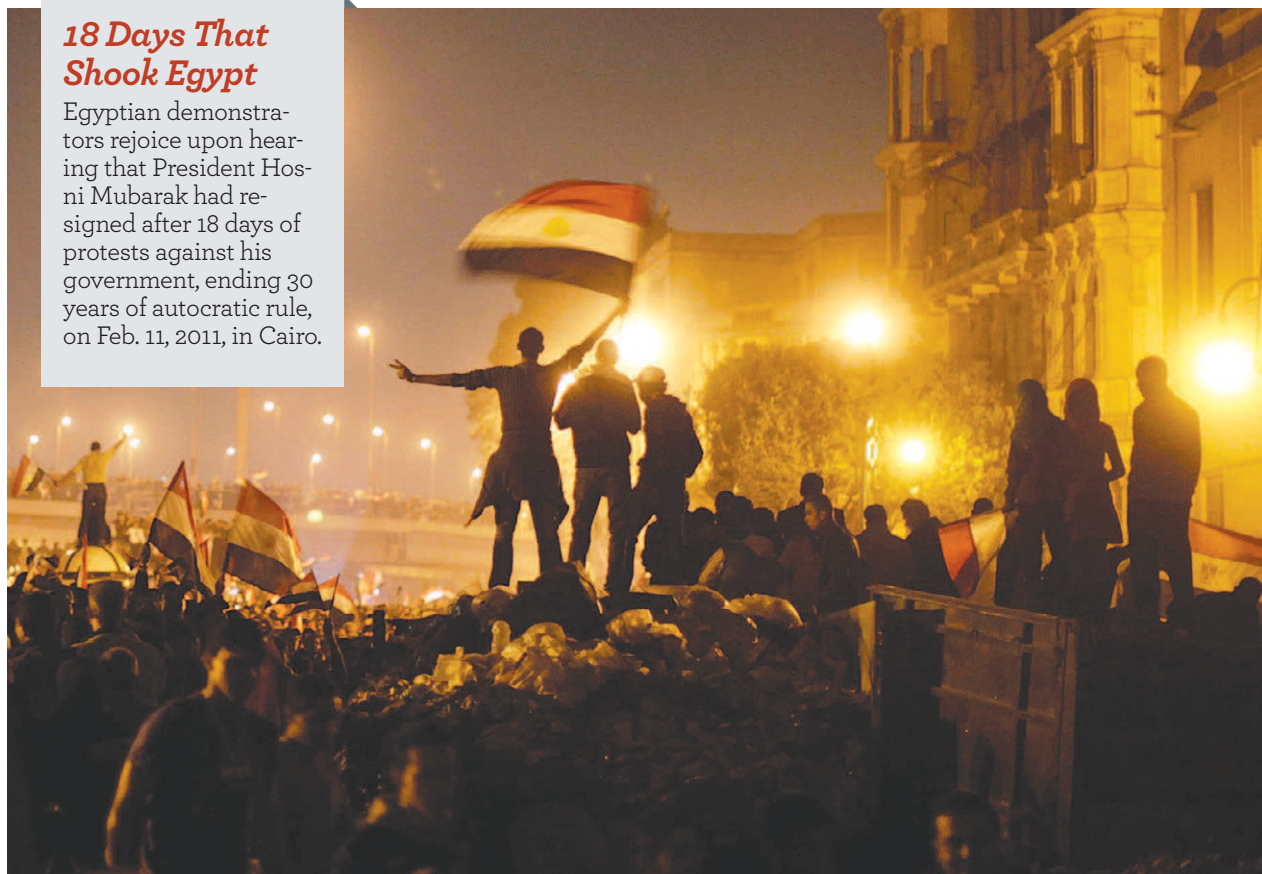 18 Days That
Shook Egypt
Egyptian demonstra-
tors rejoice upon hear-
ing that President Hos-
ni Mubarak had re-
signed after 18 days of
protests against his
government, ending 30
years of autocratic rule,
on Feb. 11, 2011, in Cairo.